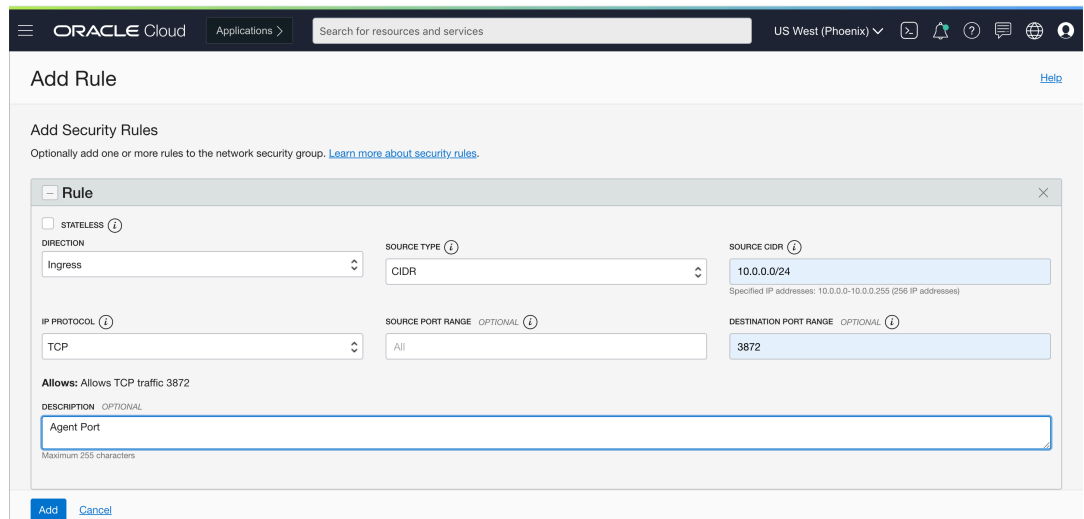 ORACLE Cloud
Applications
Search for resources and services
US West (Phoenix)
Add Rule
Help
Add Security Rules
Optionally add one or more rules to the network security group. Learn more about security rules.
Rule
STATELESS
DIRECTION
SOURCE TYPE
SOURCE CIDR
Ingress
CIDR
10.0.0.0/24
Specified IP addresses: 10.0.0.0-10.0.0.255 (256 IP addresses)
IP PROTOCOL
SOURCE PORT RANGE OPTIONAL
DESTINATION PORT RANGE OPTIONAL
TCP
All
3872
Allows: Allows TCP traffic 3872
DESCRIPTION OPTIONAL
Agent Port
Maximum 255 characters
Add
Cancel